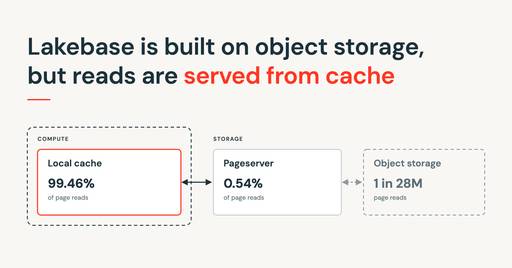 Lakebase is built on object storage,
but reads are served from cache
COMPUTE
Local cache
99.46%
of page reads
STORAGE
Pageserver
0.54%
of page reads
Object storage
1 in 28M
page reads